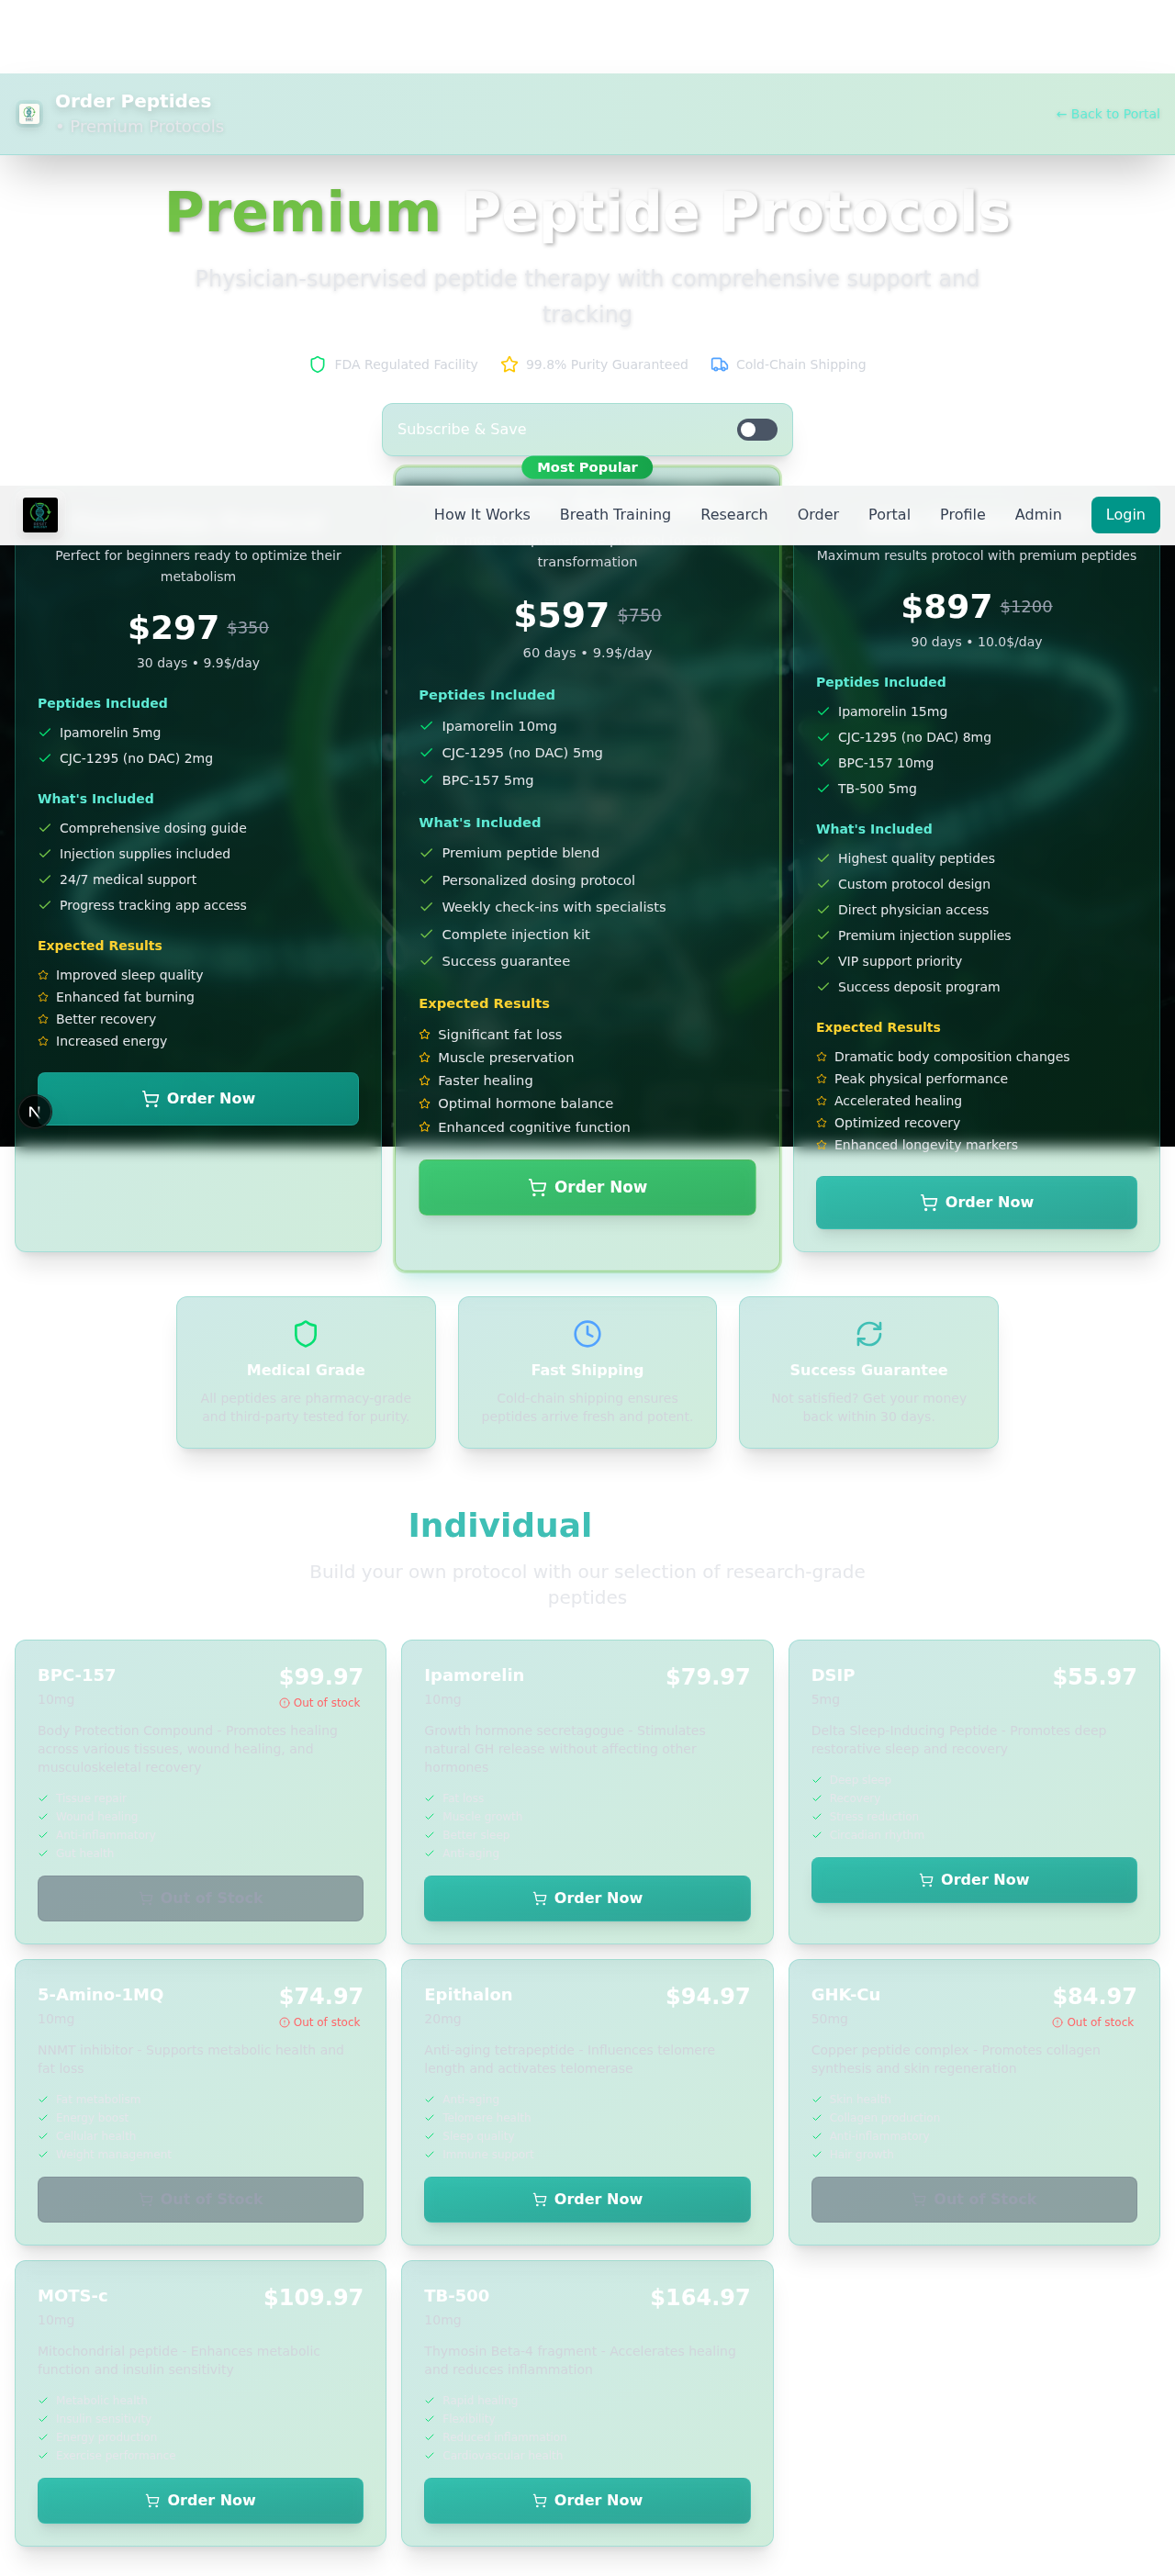 Order Peptides
• Premium Protocols
← Back to Portal
Premium Peptide Protocols
Physician-supervised peptide therapy with comprehensive support and
tracking
FDA Regulated Facility
99.8% Purity Guaranteed
Cold-Chain Shipping
Subscribe & Save
Most Popular
How It Works
Breath Training
Research
Order
Portal
Profile
Admin
Login
Perfect for beginners ready to optimize their
metabolism
$297 $350
30 days • 9.9$/day
Peptides Included
Ipamorelin 5mg
CJC-1295 (no DAC) 2mg
What's Included
Comprehensive dosing guide
Injection supplies included
24/7 medical support
Progress tracking app access
Expected Results
Improved sleep quality
Enhanced fat burning
Better recovery
Increased energy
Order Now
transformation
$597 $750
60 days • 9.9$/day
Peptides Included
Ipamorelin 10mg
CJC-1295 (no DAC) 5mg
BPC-157 5mg
What's Included
Premium peptide blend
Personalized dosing protocol
Weekly check-ins with specialists
Complete injection kit
Success guarantee
Expected Results
Significant fat loss
Muscle preservation
Faster healing
Optimal hormone balance
Enhanced cognitive function
Order Now
Maximum results protocol with premium peptides
$897 $1200
90 days • 10.0$/day
Peptides Included
Ipamorelin 15mg
CJC-1295 (no DAC) 8mg
BPC-157 10mg
TB-500 5mg
What's Included
Highest quality peptides
Custom protocol design
Direct physician access
Premium injection supplies
VIP support priority
Success deposit program
Expected Results
Dramatic body composition changes
Peak physical performance
Accelerated healing
Optimized recovery
Enhanced longevity markers
Order Now
N
Medical Grade
All peptides are pharmacy-grade
and third-party tested for purity.
Fast Shipping
Cold-chain shipping ensures
peptides arrive fresh and potent.
Success Guarantee
Not satisfied? Get your money
back within 30 days.
Individual
Build your own protocol with our selection of research-grade
peptides
BPC-157
$99.97
10mg
Out of stock
Body Protection Compound - Promotes healing
across various tissues, wound healing, and
musculoskeletal recovery
Out of Stock
Ipamorelin
$79.97
10mg
Growth hormone secretagogue - Stimulates
natural GH release without affecting other
hormones
Order Now
DSIP
$55.97
5mg
Delta Sleep-Inducing Peptide - Promotes deep
restorative sleep and recovery
Order Now
5-Amino-1MQ
$74.97
10mg
Out of stock
NNMT inhibitor - Supports metabolic health and
fat loss
Out of Stock
Epithalon
$94.97
20mg
Anti-aging tetrapeptide - Influences telomere
length and activates telomerase
Order Now
GHK-Cu
$84.97
50mg
Out of stock
Copper peptide complex - Promotes collagen
synthesis and skin regeneration
Out of Stock
MOTS-c
$109.97
10mg
Mitochondrial peptide - Enhances metabolic
function and insulin sensitivity
Order Now
TB-500
$164.97
10mg
Thymosin Beta-4 fragment - Accelerates healing
and reduces inflammation
Order Now